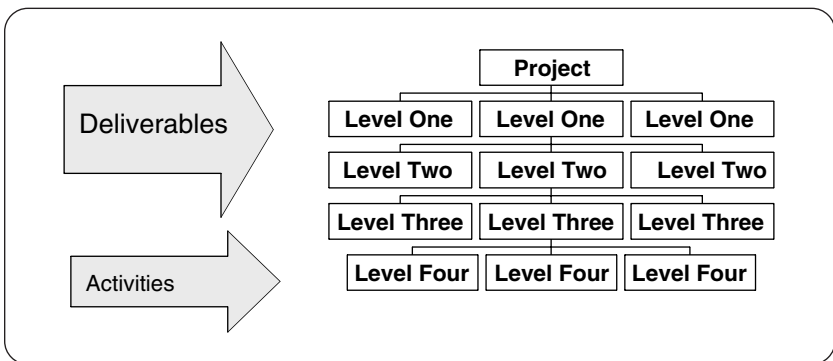 Project
Deliverables
Level One Level One Level One
Level Two Level Two Level Two
Level Three Level Three Level Three
Activities
Level Four Level Four Level Four